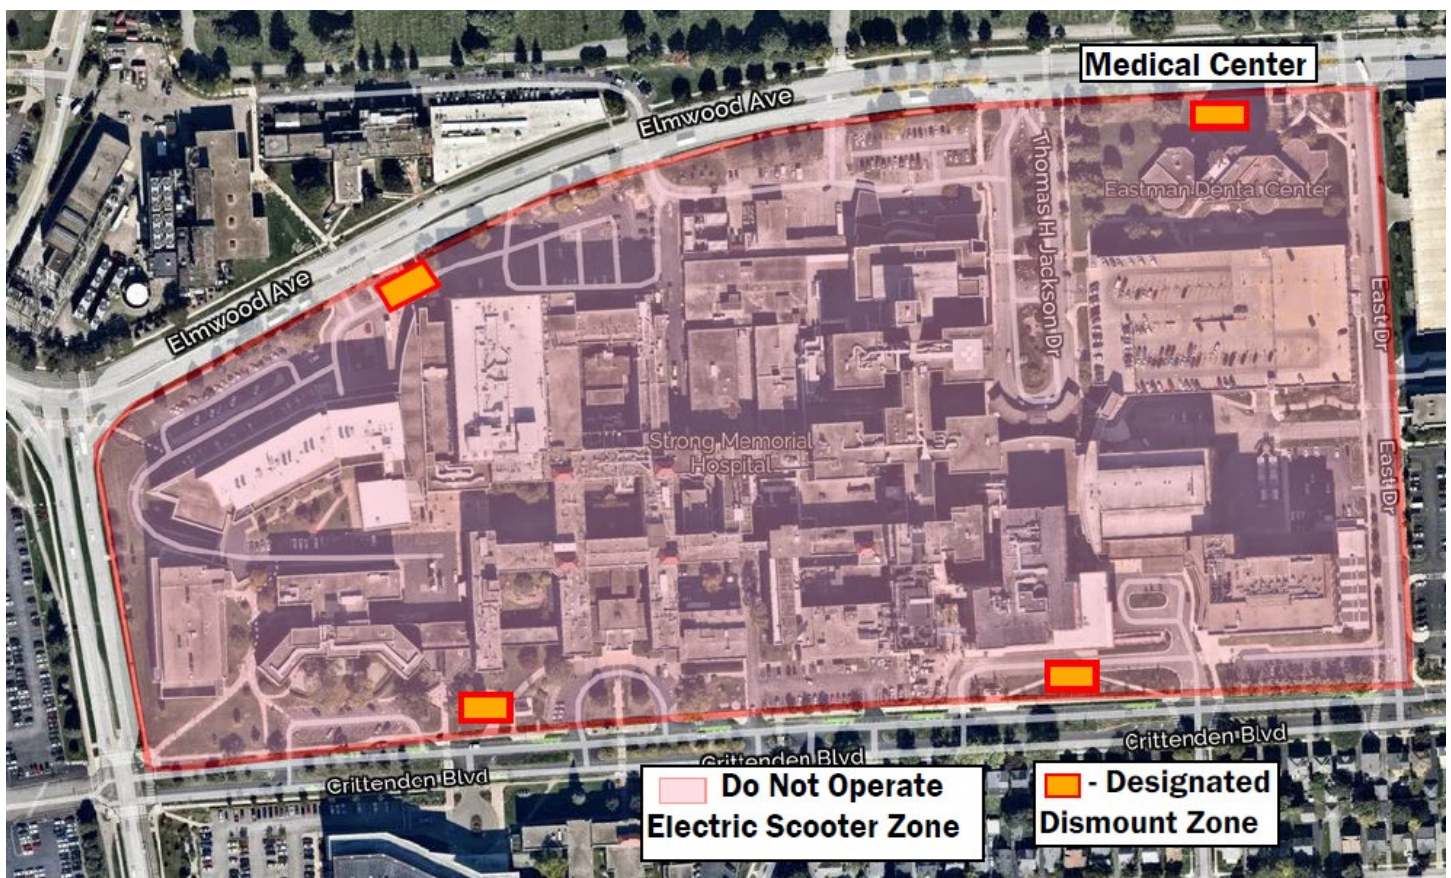 Medical Center
Elmwood Ave
Thomas H Jackson Dr
Eastman Dental Center
Elmwood Ave
East Dr
Strong Memorial
Hospital
East Dr
Crittenden Blvd
Crittenden Blvd
Crittenden Blvd
Do Not Operate
Electric Scooter Zone
- Designated
Dismount Zone